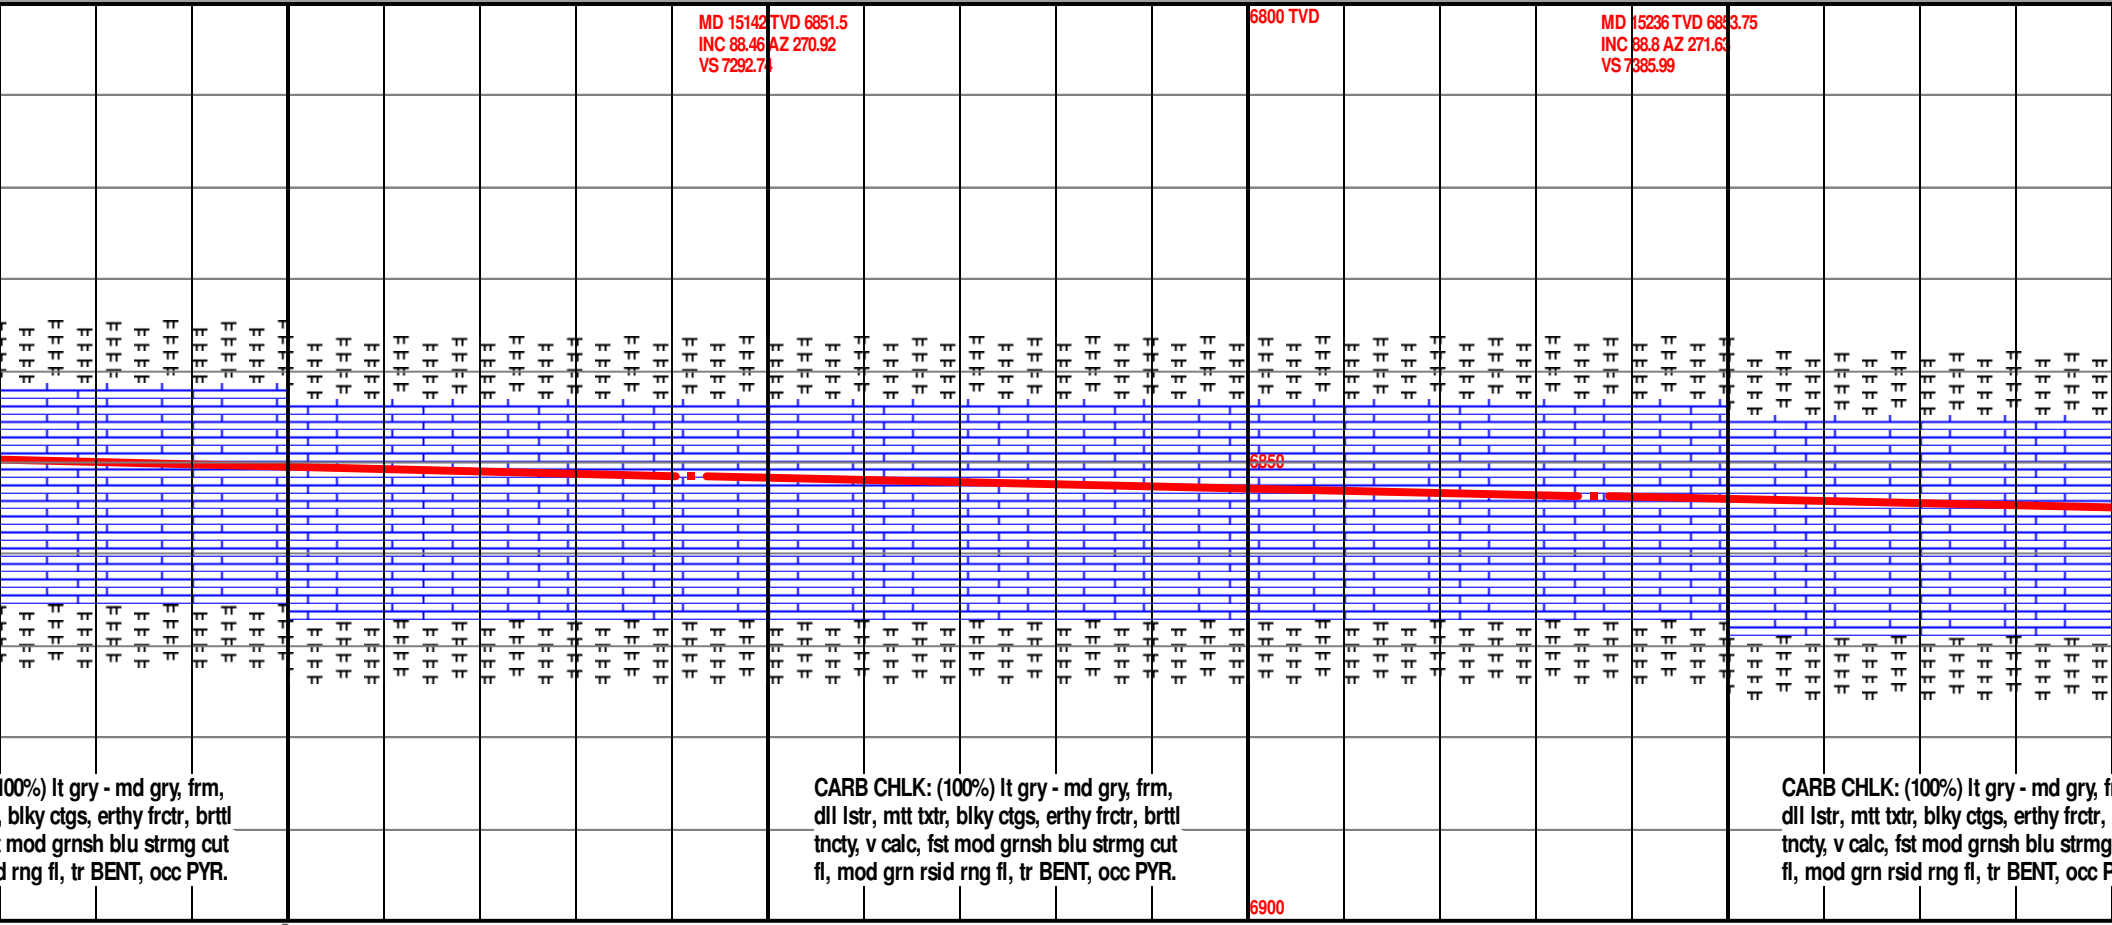 MD 15142 TVD 6851.5
INC 88.46 AZ 270.92
VS 7292.74
6800 TVD
MD 15236 TVD 6853.75
INC 88.8 AZ 271.63
VS 7385.99
6850
100%) lt gry - md gry, frm,
, blky ctgs, erthy frctr, brttl
mod grnsh blu strmg cut
rng fl, tr BENT, occ PYR.
CARB CHLK: (100%) lt gry - md gry, frm,
dll lstr, mtt txtr, blky ctgs, erthy frctr, brttl
tncty, v calc, fst mod grnsh blu strmg cut
fl, mod grn rsid rng fl, tr BENT, occ PYR.
CARB CHLK: (100%) lt gry - md gry,
dll lstr, mtt txtr, blky ctgs, erthy frctr,
tncty, v calc, fst mod grnsh blu strmg
fl, mod grn rsid rng fl, tr BENT, occ
6900